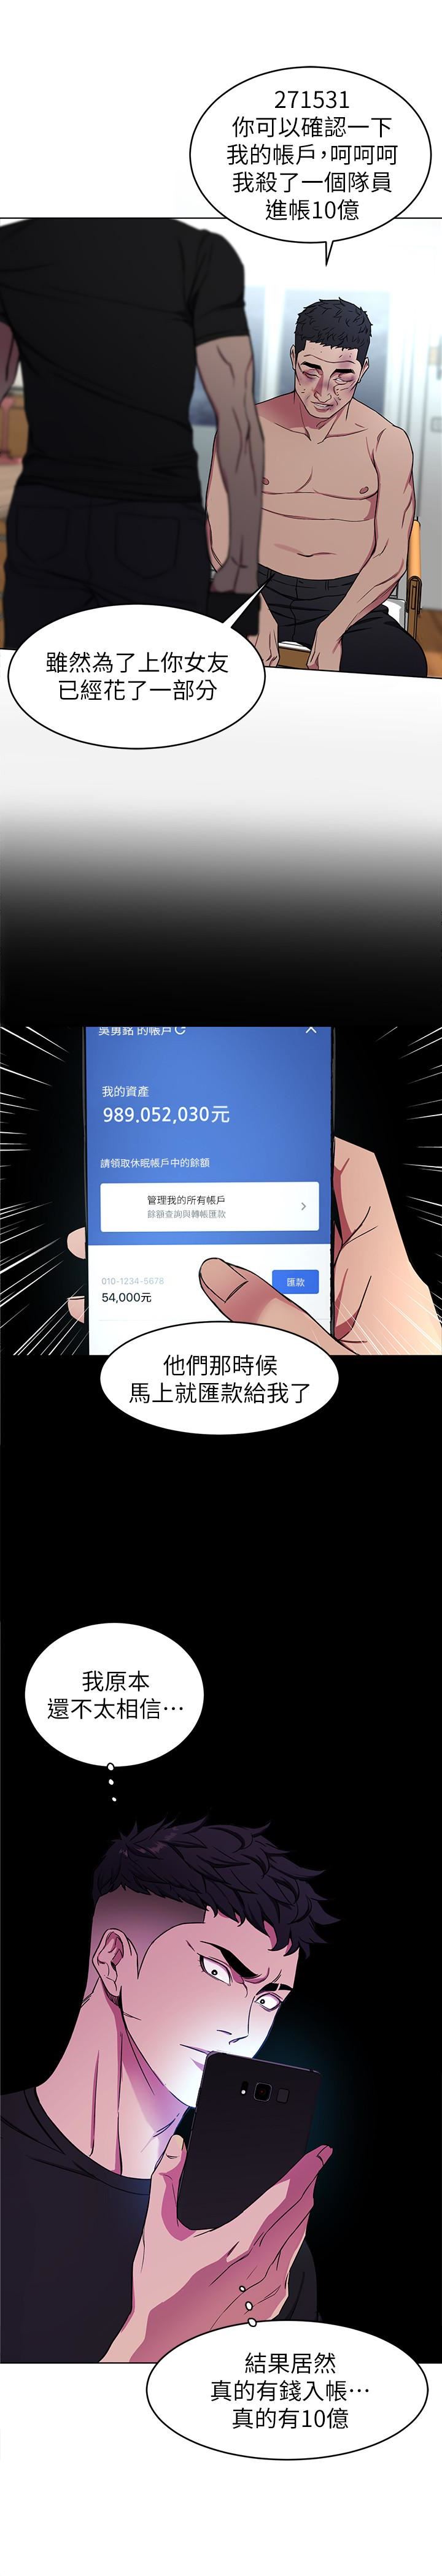 271531
你可以確認一下
我的帳戶，呵呵呵
我殺了一個隊員
進帳10億
雖然為了上你女友
已經花了一部分
吳勇銘 的帳戶
我的資產
989,052,030元
請領取休眠帳戶中的餘額
管理我的所有帳戶
餘額查詢與轉帳匯款
010-1234-5678
匯款
54,000元
他們那時候
馬上就匯款給我了
我原本
還不太相信…
結果居然
真的有錢入帳…
真的有10億